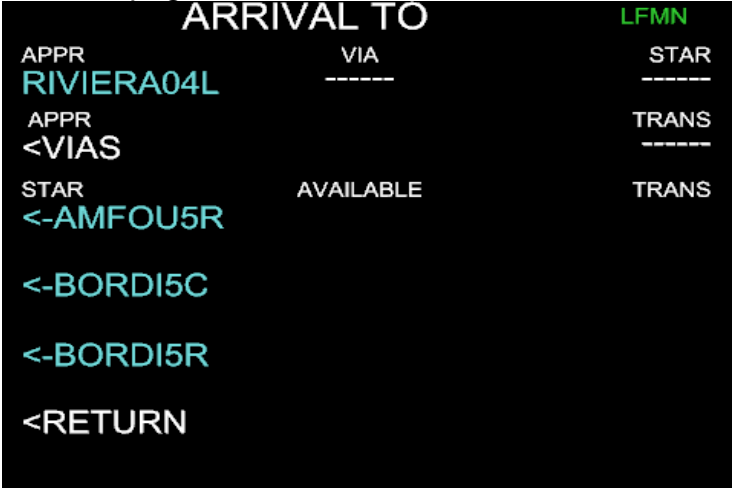 ARRIVAL TO LFMN
APPR VIA STAR
RIVIERA04L ------ ------
APPR TRANS
<VIAS ------
STAR AVAILABLE TRANS
<-AMFOU5R
<-BORDI5C
<-BORDI5R
<RETURN